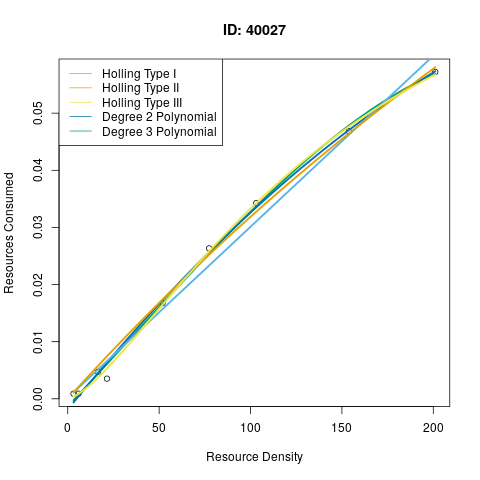 ID: 40027
Holling Type I
Holling Type II
Holling Type III
Degree 2 Polynomial
Degree 3 Polynomial
Resources Consumed
0.05
0.04
0.03
0.02
0.01
0.00
0 50 100 150 200
Resource Density